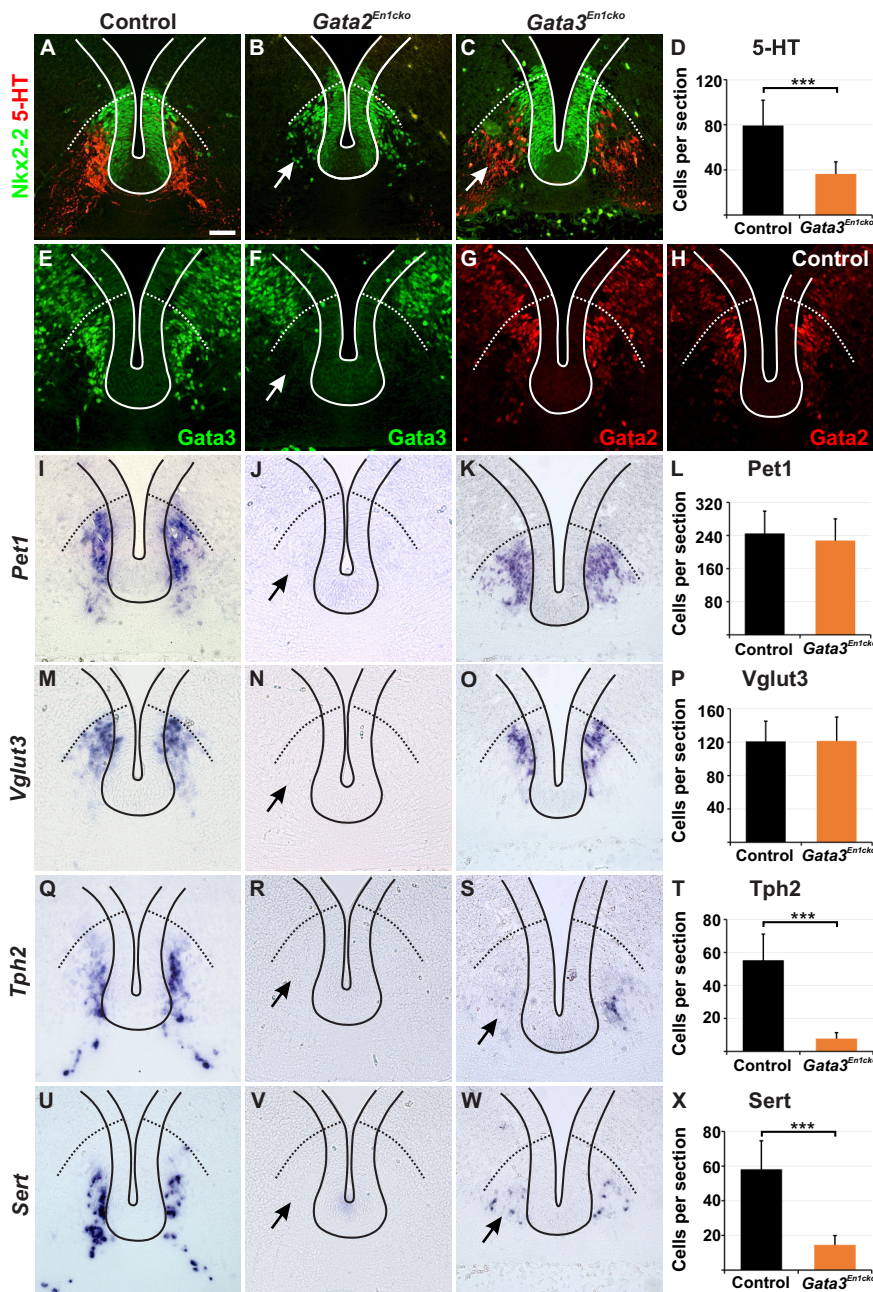 Control
Gata2En1cko
Gata3En1cko
Nkx2-2 5-HT
A
B
C
D
5-HT
Cells per section
120
80
40
***
Control
Gata3En1cko
E
F
G
H
Control
Gata3
Gata3
Gata2
Gata2
Pet1
I
J
K
L
Pet1
Cells per section
320
240
160
80
Control
Gata3En1cko
Vglut3
M
N
O
P
Vglut3
Cells per section
160
120
80
40
Control
Gata3En1cko
Tph2
Q
R
S
T
Tph2
Cells per section
80
60
40
20
***
Control
Gata3En1cko
Sert
U
V
W
X
Sert
Cells per section
80
60
40
20
***
Control
Gata3En1cko